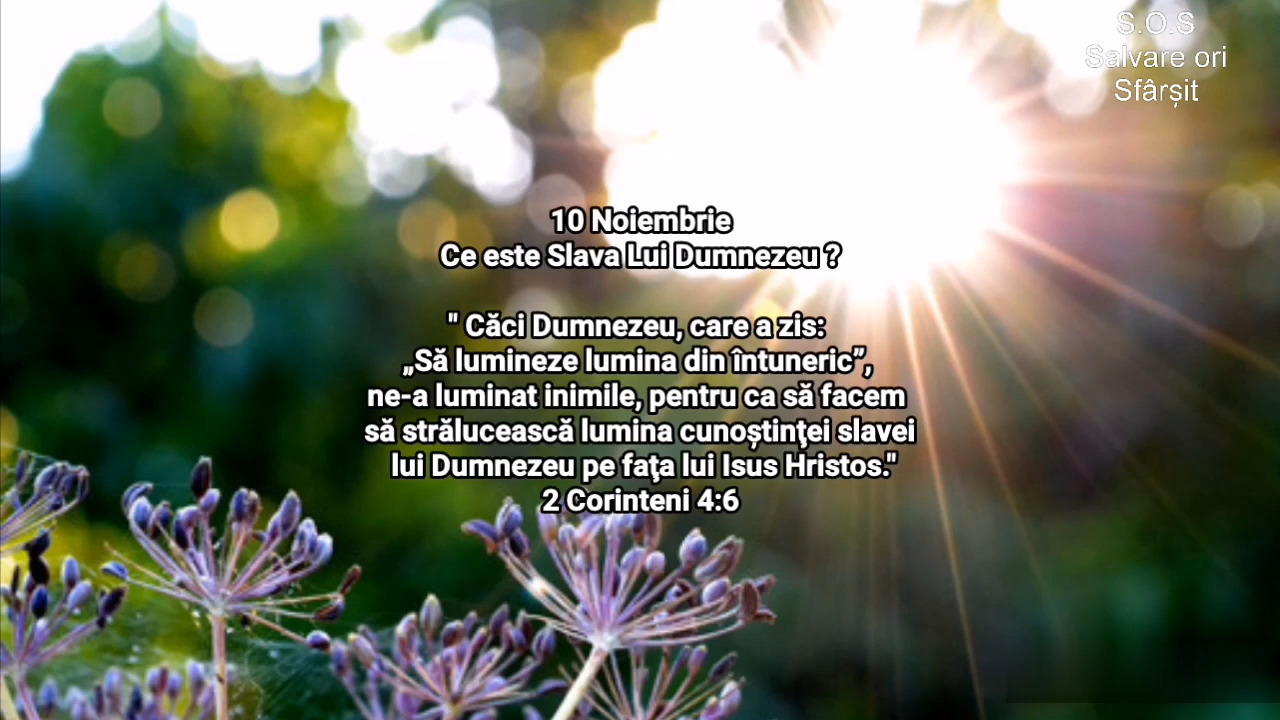 S.O.S
Salvare ori
Sfârșit
10 Noiembrie
Ce este Slava Lui Dumnezeu ?
" Căci Dumnezeu, care a zis:
„Să lumineze lumina din întuneric”,
ne-a luminat inimile, pentru ca să facem
să strălucească lumina cunoștinţei slavei
lui Dumnezeu pe faţa lui Isus Hristos."
2 Corinteni 4:6